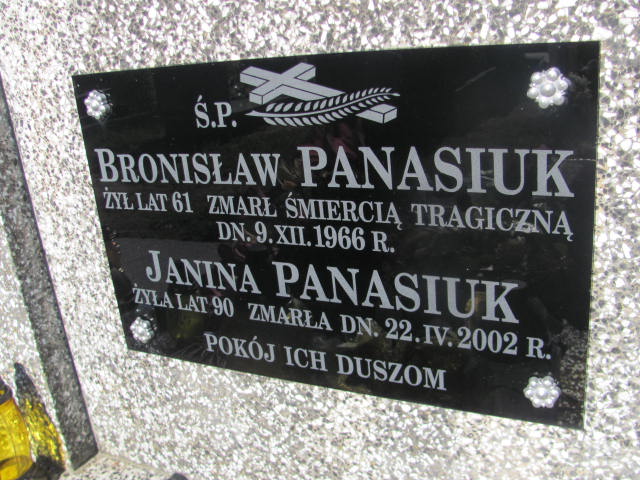 Ś.P.
BRONISŁAW PANASIUK
ŻYŁ LAT 61 ZMARŁ ŚMIERCIĄ TRAGICZNĄ
DN. 9.XII.1966 R.
JANINA PANASIUK
ŻYŁA LAT 90 ZMARŁA DN. 22.IV.2002 R.
POKÓJ ICH DUSZOM